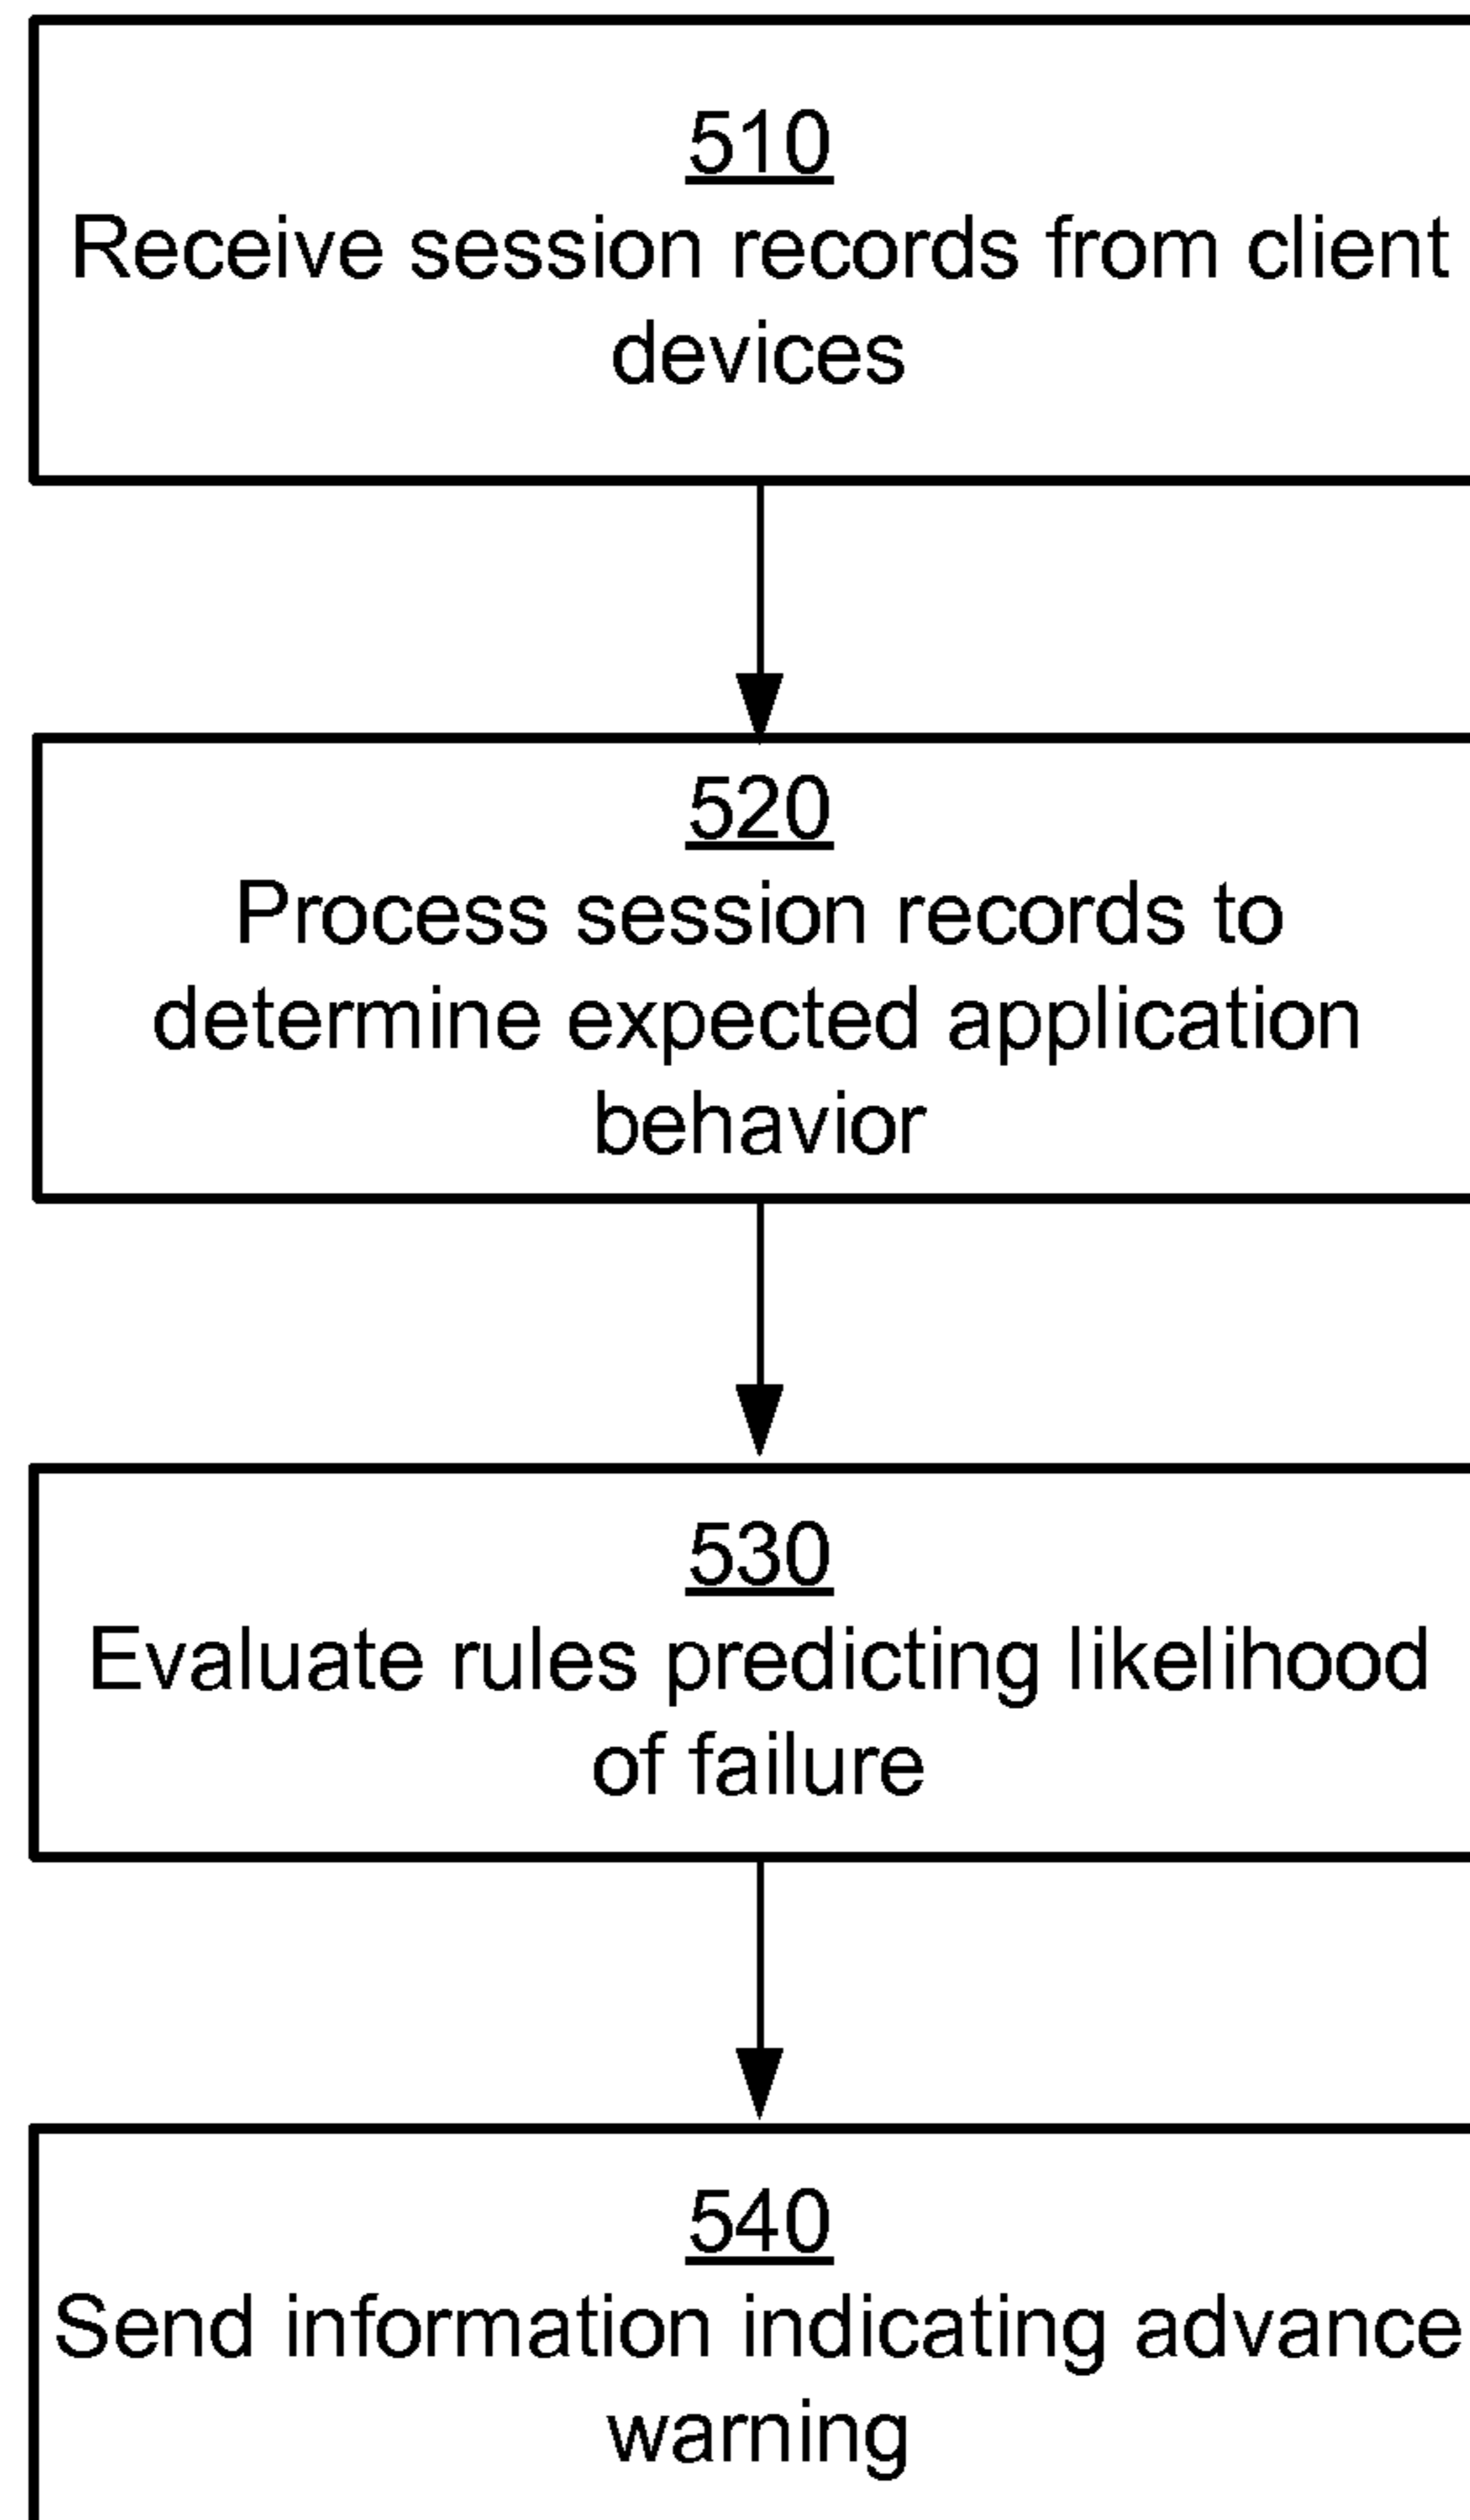 510
Receive session records from client
devices
520
Process session records to
determine expected application
behavior
530
Evaluate rules predicting likelihood
of failure
540
Send information indicating advance
warning